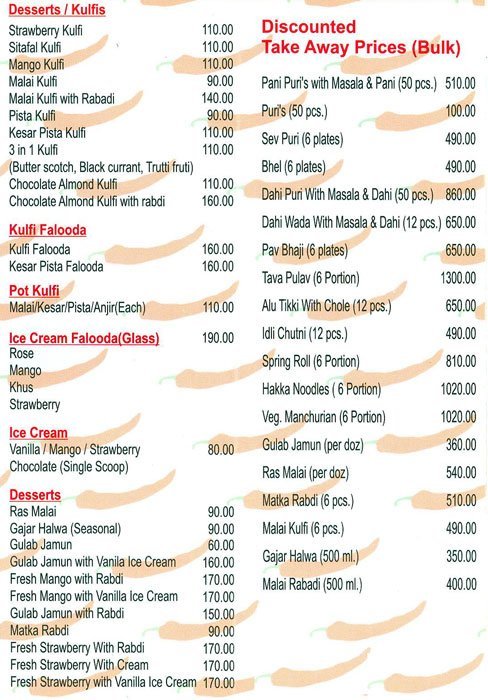 Desserts / Kulfis
Strawberry Kulfi 110.00
Sitafal Kulfi 110.00
Mango Kulfi 110.00
Malai Kulfi 90.00
Malai Kulfi with Rabadi 140.00
Pista Kulfi 90.00
Kesar Pista Kulfi 110.00
3 in 1 Kulfi 110.00
(Butter scotch, Black currant, Trutti fruti)
Chocolate Almond Kulfi 110.00
Chocolate Almond Kulfi with rabdi 160.00
Kulfi Falooda
Kulfi Falooda 160.00
Kesar Pista Falooda 160.00
Pot Kulfi
Malai/Kesar/Pista/Anjir(Each) 110.00
Ice Cream Falooda(Glass) 190.00
Rose
Mango
Khus
Strawberry
Ice Cream
Vanilla / Mango / Strawberry 80.00
Chocolate (Single Scoop)
Desserts
Ras Malai 90.00
Gajar Halwa (Seasonal) 90.00
Gulab Jamun 60.00
Gulab Jamun with Vanila Ice Cream 160.00
Fresh Mango with Rabdi 170.00
Fresh Mango with Vanilla Ice Cream 170.00
Gulab Jamun with Rabdi 150.00
Matka Rabdi 90.00
Fresh Strawberry With Rabdi 170.00
Fresh Strawberry With Cream 170.00
Fresh Strawberry with Vanilla Ice Cream 170.00
Discounted
Take Away Prices (Bulk)
Pani Puri's with Masala & Pani (50 pcs.) 510.00
Puri's (50 pcs.) 100.00
Sev Puri (6 plates) 490.00
Bhel (6 plates) 490.00
Dahi Puri With Masala & Dahi (50 pcs.) 860.00
Dahi Wada With Masala & Dahi (12 pcs.) 650.00
Pav Bhaji (6 plates) 650.00
Tava Pulav (6 Portion) 1300.00
Alu Tikki With Chole (12 pcs.) 650.00
Idli Chutni (12 pcs.) 490.00
Spring Roll (6 Portion) 810.00
Hakka Noodles ( 6 Portion) 1020.00
Veg. Manchurian (6 Portion) 1020.00
Gulab Jamun (per doz) 360.00
Ras Malai (per doz) 540.00
Matka Rabdi (6 pcs.) 510.00
Malai Kulfi (6 pcs.) 490.00
Gajar Halwa (500 ml.) 350.00
Malai Rabadi (500 ml.) 400.00